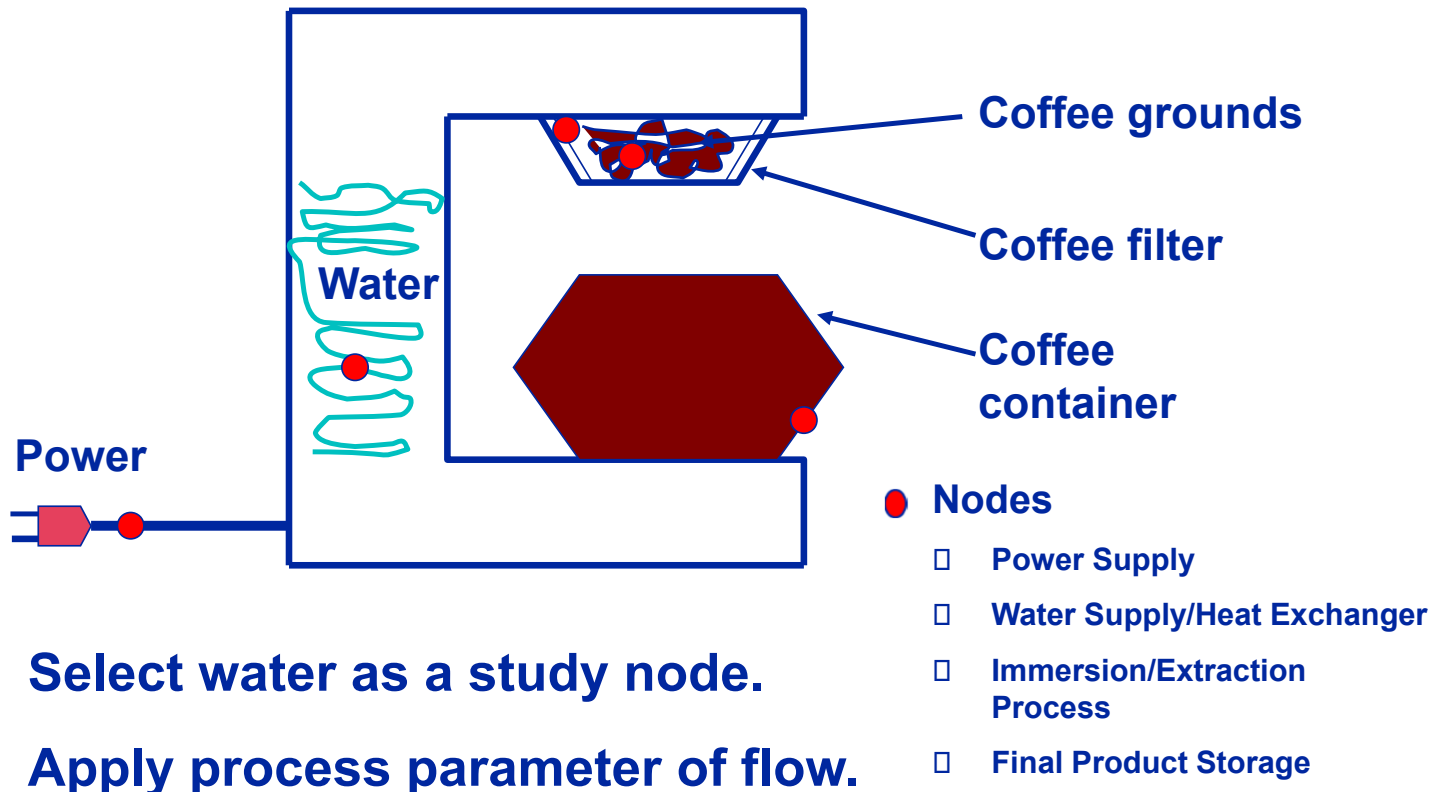 Coffee grounds
Coffee filter
Water
Coffee
container
Power
Nodes
Power Supply
Water Supply/Heat Exchanger
Immersion/Extraction
Process
Final Product Storage
Select water as a study node.
Apply process parameter of flow.